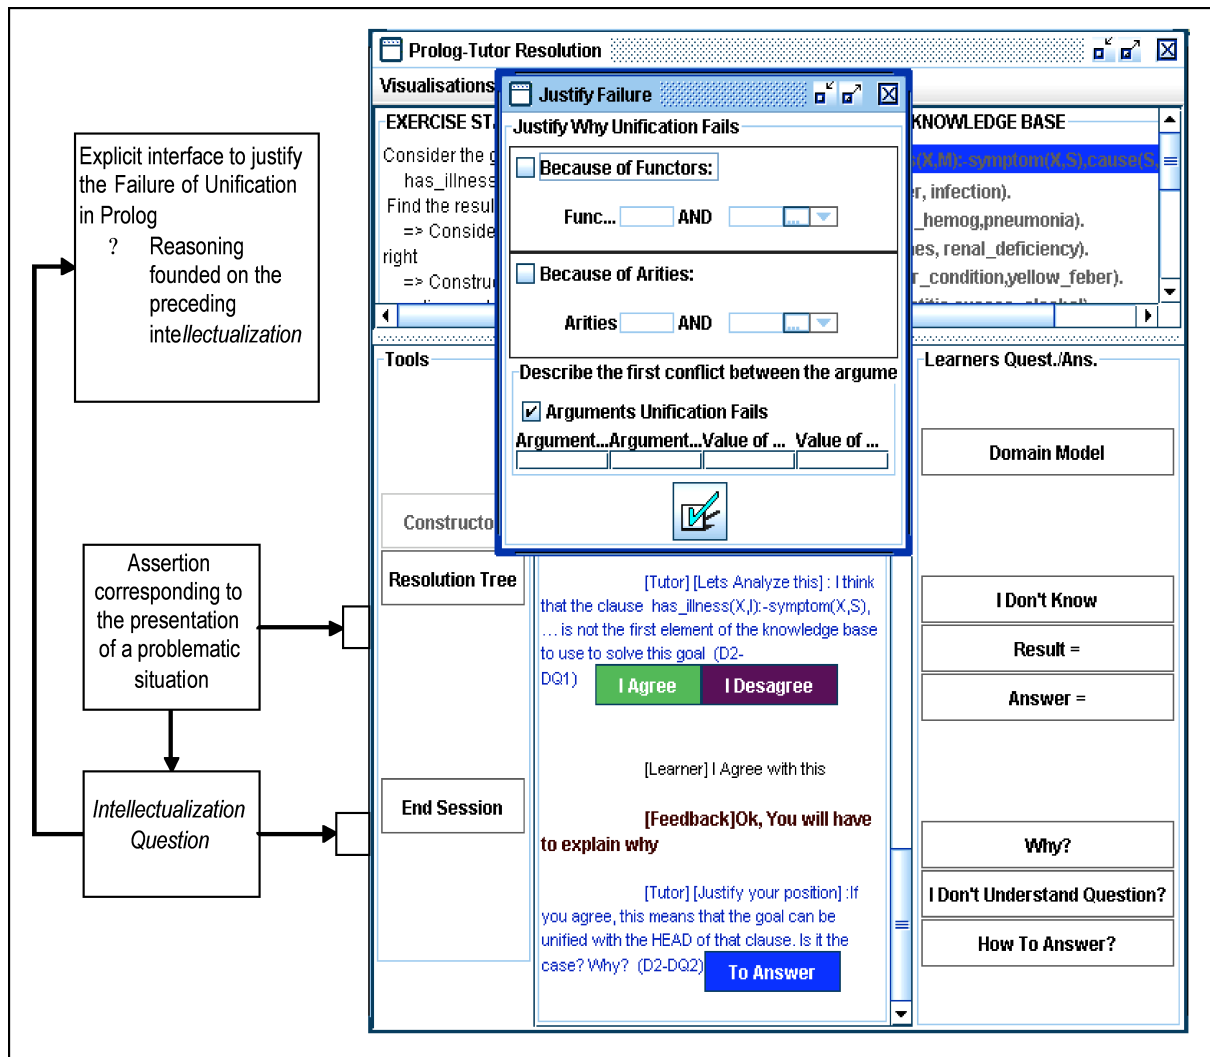 Explicit interface to justify
the Failure of Unification
in Prolog
? Reasoning
founded on the
preceding
intellectualization
Assertion
corresponding to
the presentation
of a problematic
situation
Intellectualization
Question
Prolog-Tutor Resolution
Visualisations
EXERCISE ST
Consider the g
has_illness
Find the resul
=> Conside
right
=> Construc
Justify Failure
Justify Why Unification Fails
Because of Functors:
Func... AND ...
Because of Arities:
Arities AND ...
Describe the first conflict between the argume
Arguments Unification Fails
Argument... Argument... Value of ... Value of ...
KNOWLEDGE BASE
s(X,M):-symptom(X,S),cause(S,
r, infection).
_hemog,pneumonia).
es, renal_deficiency).
r_condition,yellow_feber).
Tools
Constructo
Resolution Tree
End Session
[Tutor] [Lets Analyze this] : I think
that the clause has_illness(X,I):-symptom(X,S),
... is not the first element of the knowledge base
to use to solve this goal (D2-
DQ1)
I Agree I Desagree
[Learner] I Agree with this
[Feedback]Ok, You will have
to explain why
[Tutor] [Justify your position] :If
you agree, this means that the goal can be
unified with the HEAD of that clause. Is it the
case? Why? (D2-DQ2)
To Answer
Learners Quest./Ans.
Domain Model
I Don't Know
Result =
Answer =
Why?
I Don't Understand Question?
How To Answer?